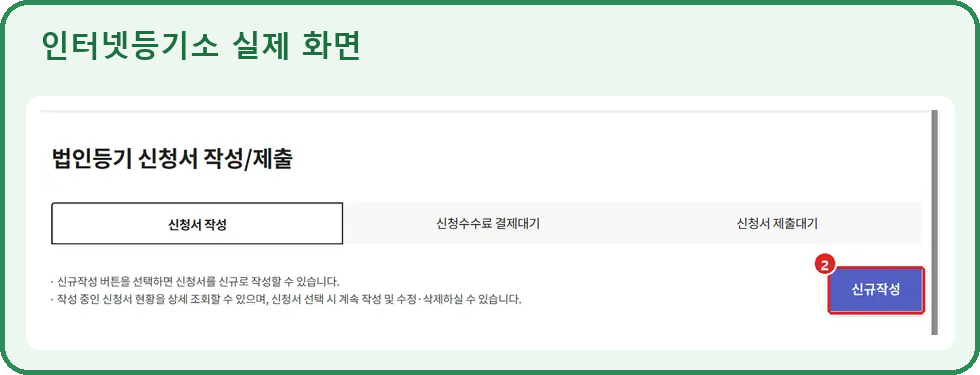 인터넷등기소 실제 화면
법인등기 신청서 작성/제출
신청서 작성
신청수수료 결제대기
신청서 제출대기
· 신규작성 버튼을 선택하면 신청서를 신규로 작성할 수 있습니다.
· 작성 중인 신청서 현황을 상세 조회할 수 있으며, 신청서 선택 시 계속 작성 및 수정·삭제하실 수 있습니다.
2
신규작성